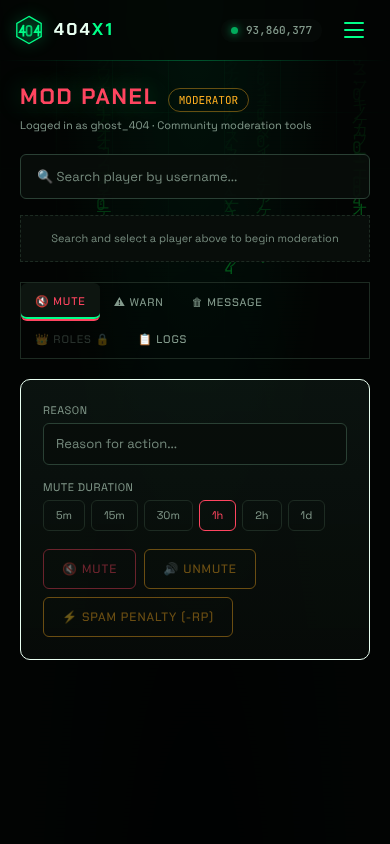 404 404X1 93,860,377
MOD PANEL MODERATOR
Logged in as ghost_404 · Community moderation tools
🔍 Search player by username...
Search and select a player above to begin moderation
🔇 MUTE ⚠ WARN 🗑 MESSAGE
👑 ROLES 🔒 📋 LOGS
REASON
Reason for action...
MUTE DURATION
5m 15m 30m 1h 2h 1d
🔇 MUTE 🔊 UNMUTE
⚡ SPAM PENALTY [-RP]